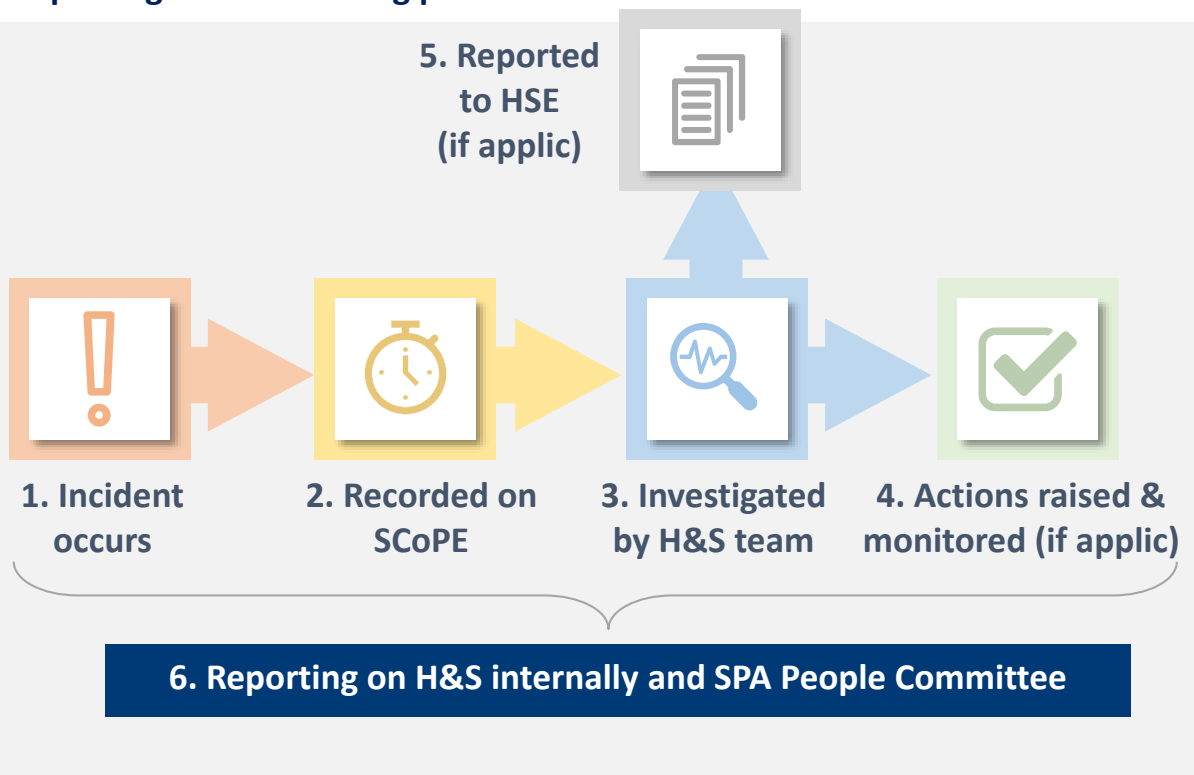 5. Reported
to HSE
(if applic)
1. Incident
occurs
2. Recorded on
SCoPE
3. Investigated
by H&S team
4. Actions raised &
monitored (if applic)
6. Reporting on H&S internally and SPA People Committee